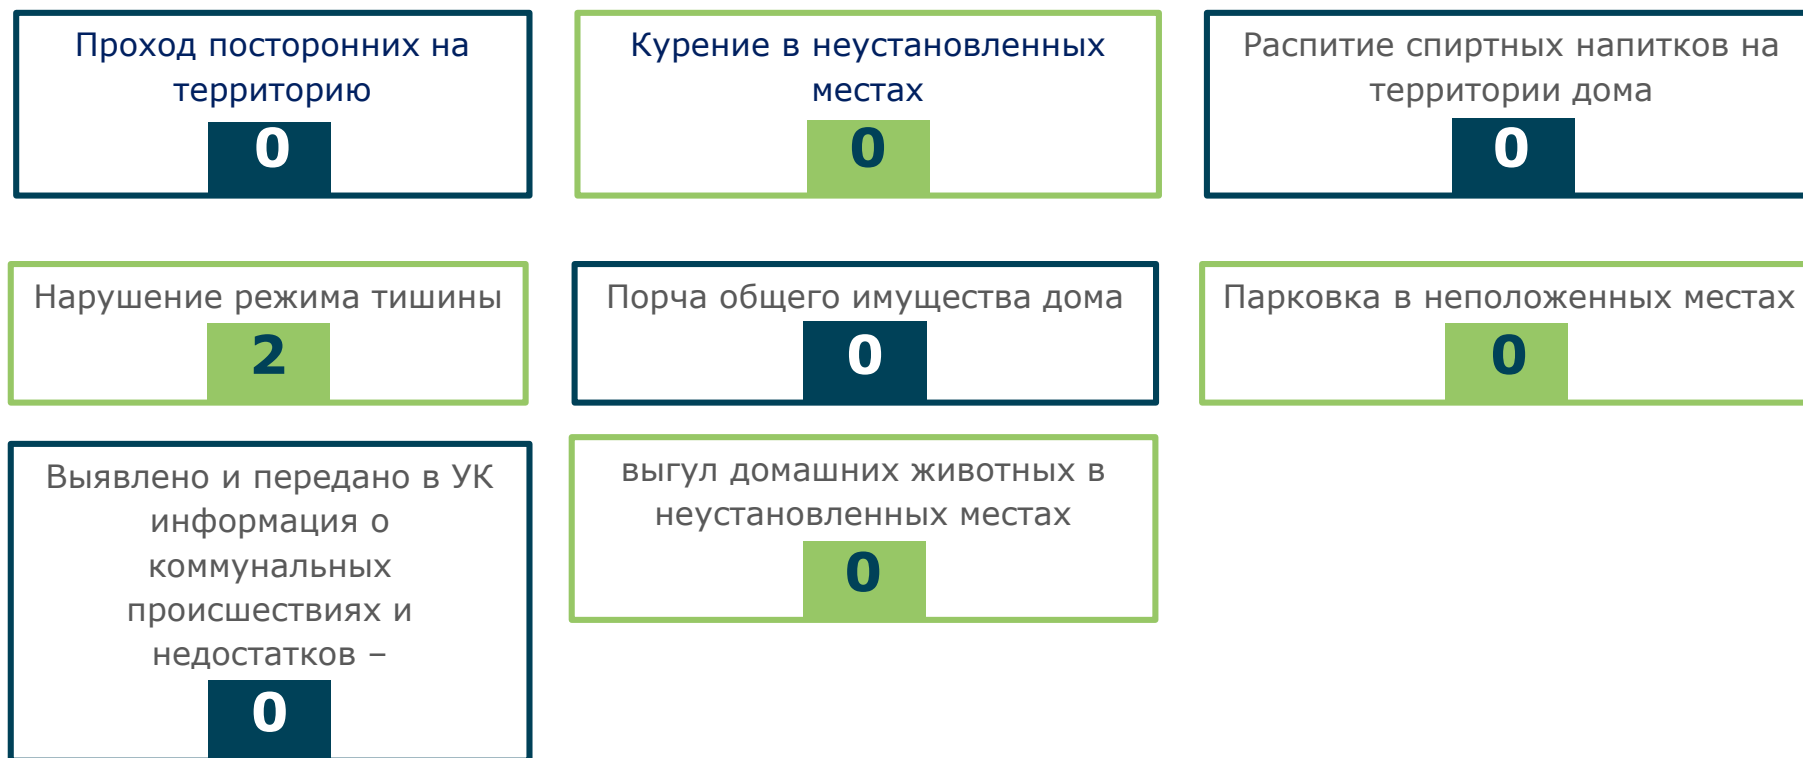 Проход посторонних на
территорию
0
Курение в неустановленных
местах
0
Распитие спиртных напитков на
территории дома
0
Нарушение режима тишины
2
Порча общего имущества дома
0
Парковка в неположенных местах
0
Выявлено и передано в УК
информация о
коммунальных
происшествиях и
недостатков –
0
выгул домашних животных в
неустановленных местах
0